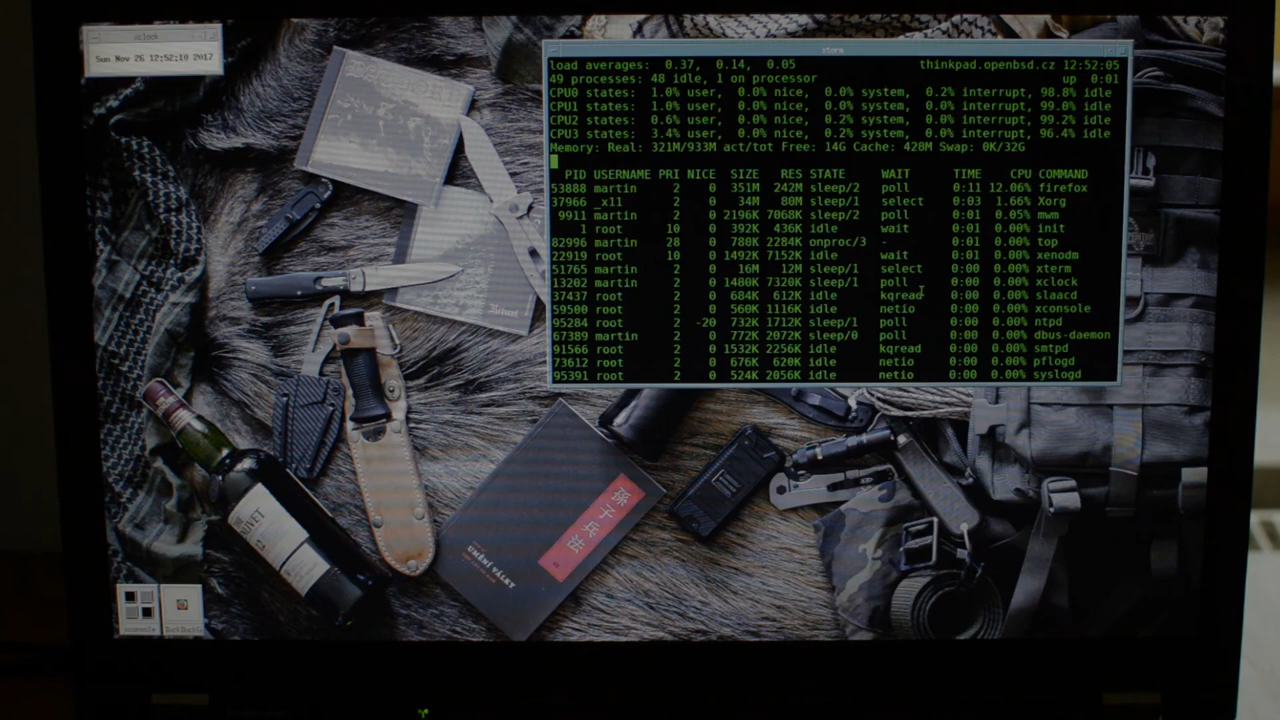 xclock
Sun Nov 26 12:52:10 2017
xterm
load averages:  0.37,  0.14,  0.05    thinkpad.openbsd.cz 12:52:05
49 processes: 48 idle, 1 on processor    up  0:01
CPU0 states:  1.0% user,  0.0% nice,  0.0% system,  0.2% interrupt, 98.8% idle
CPU1 states:  1.0% user,  0.0% nice,  0.0% system,  0.0% interrupt, 99.0% idle
CPU2 states:  0.6% user,  0.0% nice,  0.2% system,  0.0% interrupt, 99.2% idle
CPU3 states:  3.4% user,  0.0% nice,  0.2% system,  0.0% interrupt, 96.4% idle
Memory: Real: 321M/933M act/tot Free: 14G Cache: 428M Swap: 0K/32G
PID USERNAME PRI NICE  SIZE   RES STATE     WAIT      TIME    CPU COMMAND
53888 martin     2    0  351M  242M sleep/2   poll      0:11 12.06% firefox
37966 _x11       2    0   34M   80M sleep/1   select    0:03  1.66% Xorg
9911 martin     2    0 2196K 7068K sleep/2   poll      0:01  0.05% mwm
1 root      10    0  392K  436K idle      wait      0:01  0.00% init
82996 martin    28    0  780K 2284K onproc/3  -         0:01  0.00% top
22919 root      10    0 1492K 7152K idle      wait      0:01  0.00% xenodm
51765 martin     2    0   16M   12M sleep/1   select    0:00  0.00% xterm
13202 martin     2    0 1480K 7320K sleep/1   poll      0:00  0.00% xclock
37437 root       2    0  684K  612K idle      kqread    0:00  0.00% slaacd
59500 root       2    0  560K 1116K idle      netio     0:00  0.00% xconsole
95284 root       2  -20  732K 1712K sleep/1   poll      0:00  0.00% ntpd
67389 martin     2    0  772K 2072K sleep/0   poll      0:00  0.00% dbus-daemon
91566 root       2    0 1532K 2256K idle      kqread    0:00  0.00% smtpd
73612 root       2    0  676K  620K idle      netio     0:00  0.00% pflogd
95391 root       2    0  524K 2056K idle      netio     0:00  0.00% syslogd
孫子兵法
UMĚNÍ VÁLKY
xconsole